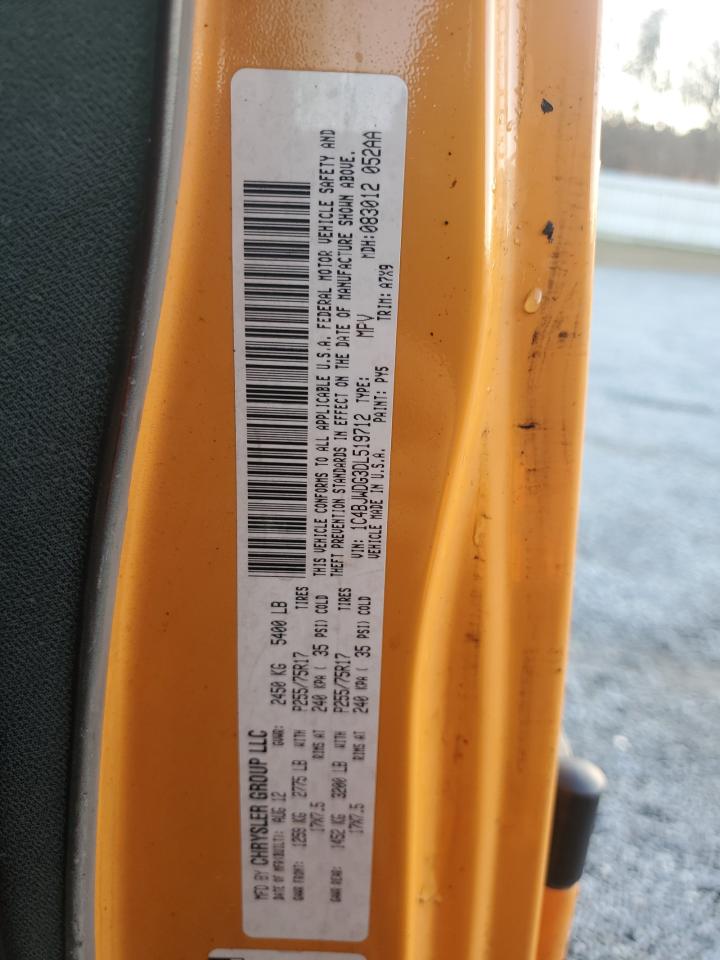 MFD BY CHRYSLER GROUP LLC
DATE OF MFR(BUILT): AUG 12 GVWR: 2450 KG 5400 LB
GAWR FRONT: 1259 KG 2775 LB WITH P255/75R17 TIRES
17X7.5 RIMS AT 240 KPA ( 35 PSI) COLD
GAWR REAR: 1452 KG 3200 LB WITH P255/75R17 TIRES
17X7.5 RIMS AT 240 KPA ( 35 PSI) COLD
THIS VEHICLE CONFORMS TO ALL APPLICABLE U.S.A. FEDERAL MOTOR VEHICLE SAFETY AND
THEFT PREVENTION STANDARDS IN EFFECT ON THE DATE OF MANUFACTURE SHOWN ABOVE.
VIN: 1C4BJWDG3DL519712 TYPE: MPV MDH:083012 052AA
VEHICLE MADE IN U.S.A. PAINT: PY5 TRIM: A7X9